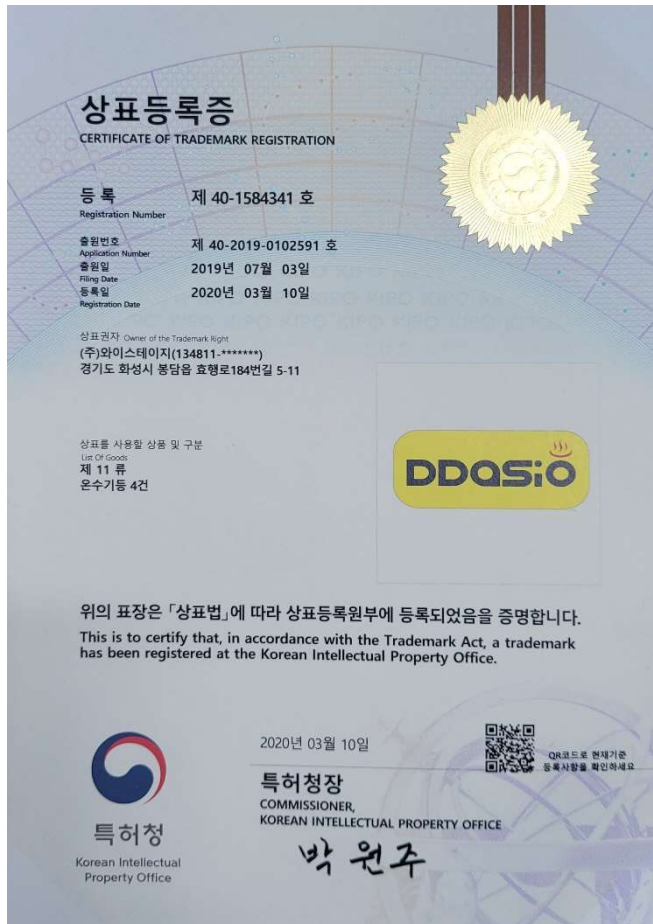 상표등록증
CERTIFICATE OF TRADEMARK REGISTRATION
등 록 제 40-1584341 호
Registration Number
출원번호 제 40-2019-0102591 호
Application Number
출원일 2019년 07월 03일
Filing Date
등록일 2020년 03월 10일
Registration Date
상표권자 Owner of the Trademark Right
(주)와이스테이지(134811-*******)
경기도 화성시 봉담읍 효행로184번길 5-11
상표를 사용할 상품 및 구분
List Of Goods
제 11 류
온수기등 4건
DDaSiO
위의 표장은 「상표법」에 따라 상표등록원부에 등록되었음을 증명합니다.
This is to certify that, in accordance with the Trademark Act, a trademark
has been registered at the Korean Intellectual Property Office.
2020년 03월 10일
QR코드로 현재기준
등록사항을 확인하세요
특허청장
COMMISSIONER,
KOREAN INTELLECTUAL PROPERTY OFFICE
박원주
특허청
Korean Intellectual
Property Office